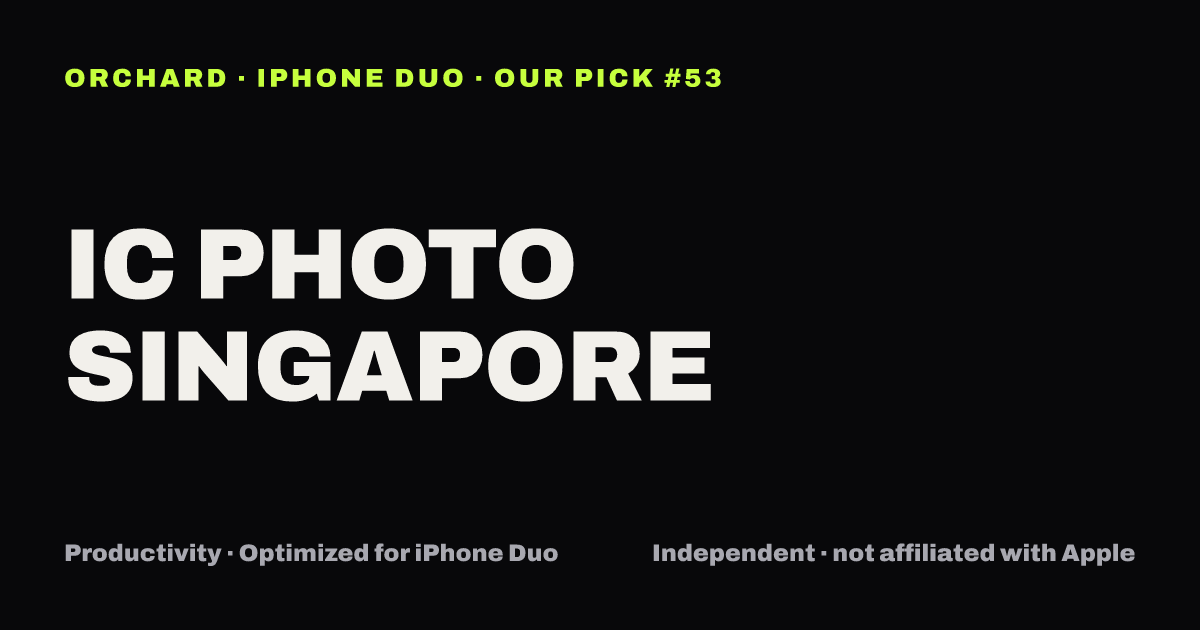 ORCHARD · IPHONE DUO · OUR PICK #53
IC PHOTO
SINGAPORE
Productivity · Optimized for iPhone Duo
Independent · not affiliated with Apple